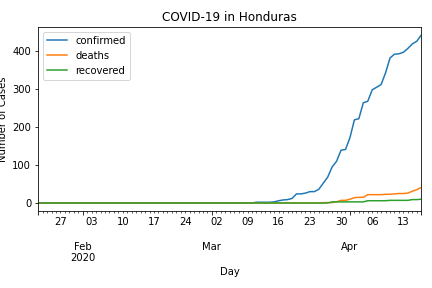 COVID-19 in Honduras
confirmed
deaths
recovered
400
300
200
100
0
Number of Cases
27 03 10 17 24 02 09 16 23 30 06 13
Feb Mar Apr
2020
Day